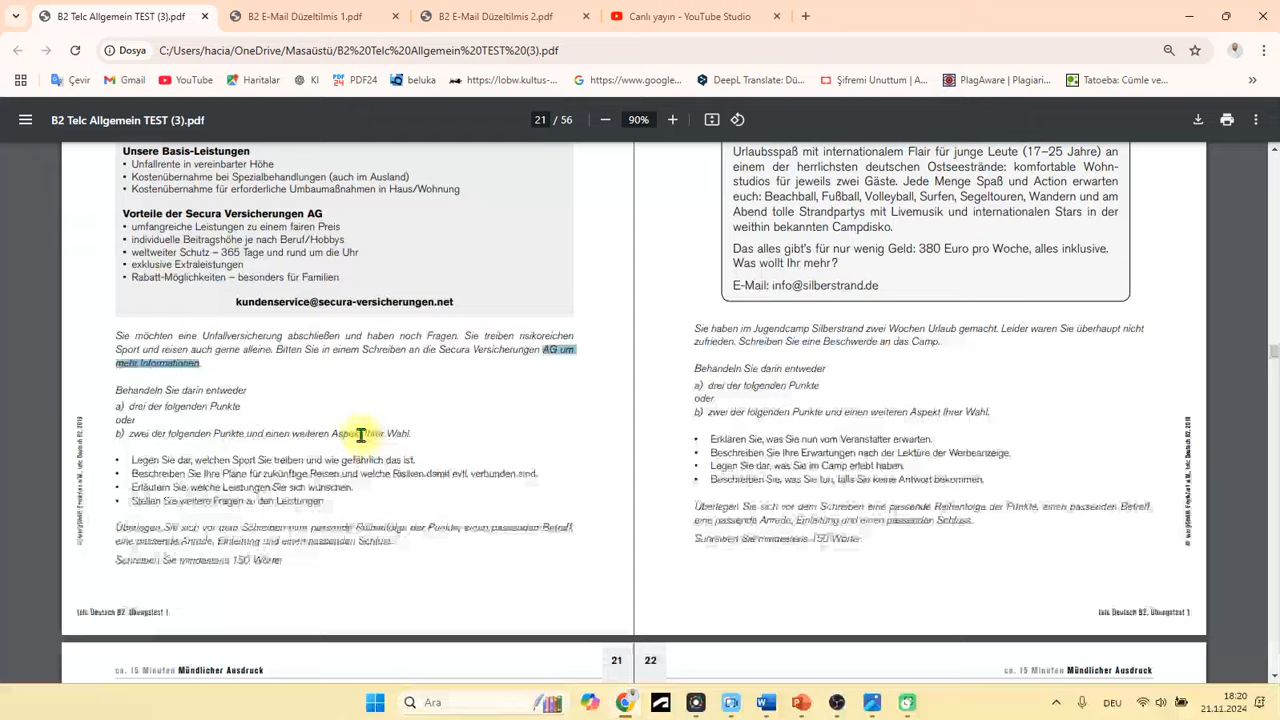 B2 Telc Allgemein TEST (3).pdf
B2 E-Mail Düzeltilmis 1.pdf
B2 E-Mail Düzeltilmis 2.pdf
Canlı yayın - YouTube Studio
Dosya
C:/Users/hacia/OneDrive/Masaüstü/B2%20Telc%20Allgemein%20TEST%20(3).pdf
Çevir
Gmail
YouTube
Haritalar
KI
PDF24
beluka
https://lobw.kultus-...
https://www.google...
DeepL Translate: Dü...
Şifremi Unuttum | A...
PlagAware | Plagiari...
Tatoeba: Cümle ve...
B2 Telc Allgemein TEST (3).pdf
21 / 56
90%
Unsere Basis-Leistungen
• Unfallrente in vereinbarter Höhe
• Kostenübernahme bei Spezialbehandlungen (auch im Ausland)
• Kostenübernahme für erforderliche Umbaumaßnahmen in Haus/Wohnung
Vorteile der Secura Versicherungen AG
• umfangreiche Leistungen zu einem fairen Preis
• individuelle Beitragshöhe je nach Beruf/Hobbys
• weltweiter Schutz – 365 Tage und rund um die Uhr
• exklusive Extraleistungen
• Rabatt-Möglichkeiten – besonders für Familien
kundenservice@secura-versicherungen.net
Sie möchten eine Unfallversicherung abschließen und haben noch Fragen. Sie treiben risikoreichen
Sport und reisen auch gerne alleine. Bitten Sie in einem Schreiben an die Secura Versicherungen AG um
mehr Informationen.
Behandeln Sie darin entweder
a) drei der folgenden Punkte
oder
b) zwei der folgenden Punkte und einen weiteren Aspekt Ihrer Wahl.
• Legen Sie dar, welchen Sport Sie treiben und wie gefährlich das ist.
• Beschreiben Sie Ihre Pläne für zukünftige Reisen und welche Risiken damit evtl. verbunden sind.
• Erläutern Sie welche Leistungen Sie sich wünschen.
• Stellen Sie weitere Fragen zu den Leistungen
Überlegen Sie sich vor dem Schreiben eine passende Reihenfolge der Punkte, einen passenden Betreff,
eine passende Anrede, Einleitung und einen passenden Schluss.
Schreiben Sie mindestens 150 Wörter
telc Deutsch B2, Übungstest 1
Urlaubsspaß mit internationalem Flair für junge Leute (17–25 Jahre) an
einem der herrlichsten deutschen Ostseestrände: komfortable Wohn-
studios für jeweils zwei Gäste. Jede Menge Spaß und Action erwarten
euch: Beachball, Fußball, Volleyball, Surfen, Segeltouren, Wandern und am
Abend tolle Strandpartys mit Livemusik und internationalen Stars in der
weithin bekannten Campdisko.
Das alles gibt's für nur wenig Geld: 380 Euro pro Woche, alles inklusive.
Was wollt Ihr mehr?
E-Mail: info@silberstrand.de
Sie haben im Jugendcamp Silberstrand zwei Wochen Urlaub gemacht. Leider waren Sie überhaupt nicht
zufrieden. Schreiben Sie eine Beschwerde an das Camp.
Behandeln Sie darin entweder
a) drei der folgenden Punkte
oder
b) zwei der folgenden Punkte und einen weiteren Aspekt Ihrer Wahl.
• Erklären Sie, was Sie nun vom Veranstalter erwarten.
• Beschreiben Sie Ihre Erwartungen nach der Lektüre der Werbeanzeige.
• Legen Sie dar, was Sie im Camp erlebt haben.
• Beschreiben Sie, was Sie tun, falls Sie keine Antwort bekommen.
Überlegen Sie sich vor dem Schreiben eine passende Reihenfolge der Punkte, einen passenden Betreff
eine passende Anrede, Einleitung und einen passenden Schluss.
Schreiben Sie mindestens 150 Wörter.
telc Deutsch B2, Übungstest 1
ca. 15 Minuten Mündlicher Ausdruck
21
22
ca. 15 Minuten Mündlicher Ausdruck
Ara
DEU
18:20
21.11.2024